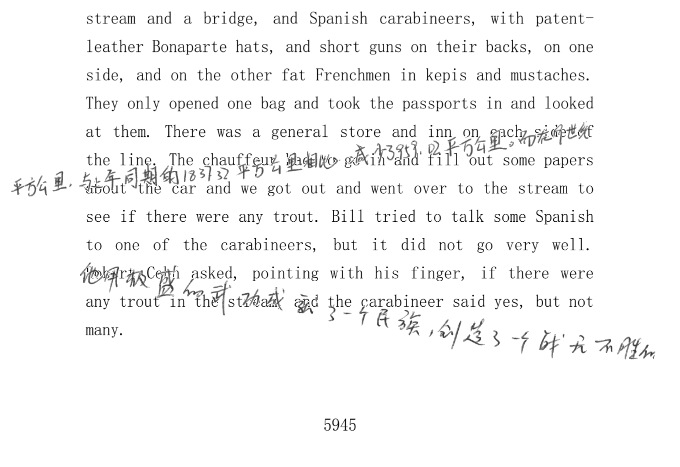 stream and a bridge, and Spanish carabineers, with patent-
leather Bonaparte hats, and short guns on their backs, on one
side, and on the other fat Frenchmen in kepis and mustaches.
They only opened one bag and took the passports in and looked
at them. There was a general store and inn on each side of
the line. The chauffeur had to go in and fill out some papers
平方公里,与上年同期的183732平方公里相比,减少3959.02平方公里。而
about the car and we got out and went over to the stream to
see if there were any trout. Bill tried to talk some Spanish
to one of the carabineers, but it did not go very well.
Robert Cohn asked, pointing with his finger, if there were
any trout in the stream, and the carabineer said yes, but not
他用极盛的武功成就了一个民族,创造了一个战无不胜的
many.
5945